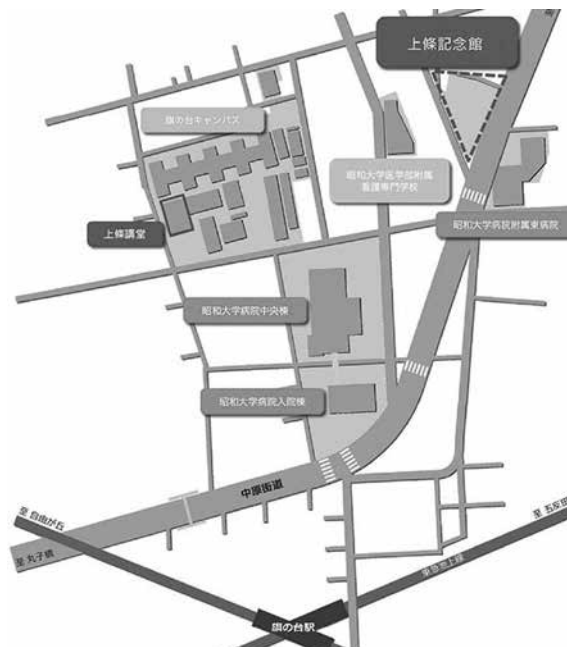 上條記念館
旗の台キャンパス
昭和大学医学部附属
看護専門学校
昭和大学病院附属東病院
上條講堂
昭和大学病院中央棟
昭和大学病院入院棟
中原街道
至 自由が丘
至 丸子橋
至 五反田
東急池上線
旗の台駅